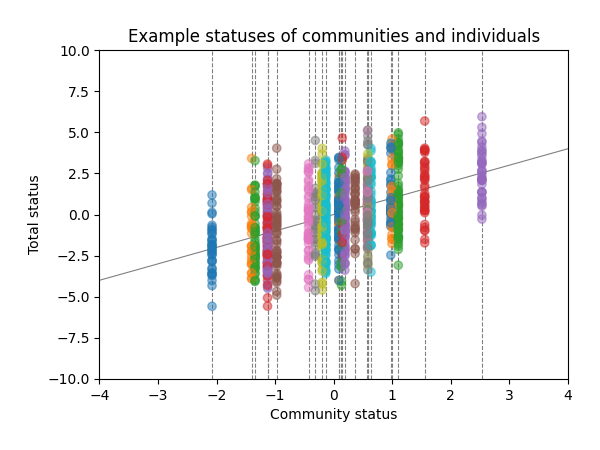 Example statuses of communities and individuals
10.0
7.5
5.0
2.5
0.0
−2.5
−5.0
−7.5
−10.0
Total status
−4 −3 −2 −1 0 1 2 3 4
Community status